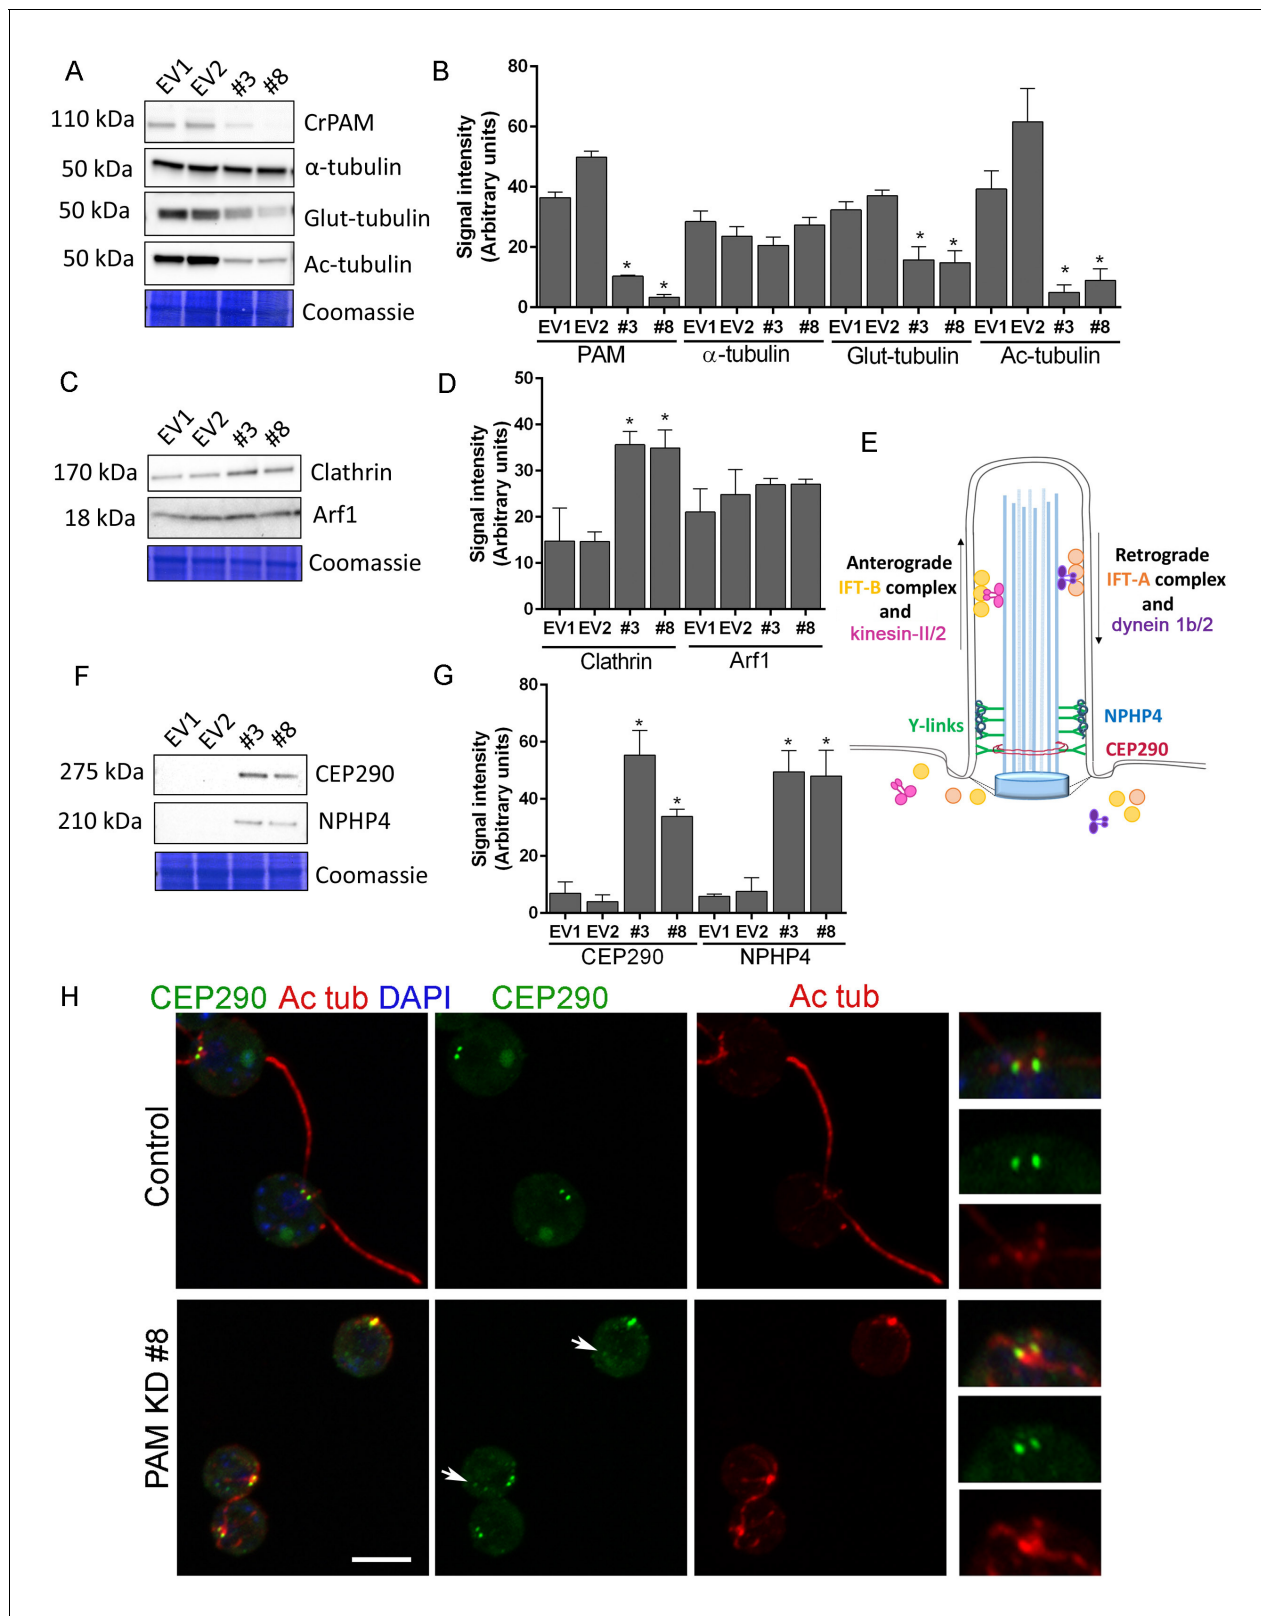 A
EV1 EV2 #3 #8
110 kDa CrPAM
50 kDa α-tubulin
50 kDa Glut-tubulin
50 kDa Ac-tubulin
Coomassie
B
Signal intensity
(Arbitrary units)
80
60
40
20
0
EV1 EV2 #3 #8 EV1 EV2 #3 #8 EV1 EV2 #3 #8 EV1 EV2 #3 #8
* * * * * *
PAM α-tubulin Glut-tubulin Ac-tubulin
C
EV1 EV2 #3 #8
170 kDa Clathrin
18 kDa Arf1
Coomassie
D
Signal intensity
(Arbitrary units)
50
40
30
20
10
0
* *
EV1 EV2 #3 #8 EV1 EV2 #3 #8
Clathrin Arf1
E
Anterograde
IFT-B complex
and
kinesin-II/2
Retrograde
IFT-A complex
and
dynein 1b/2
Y-links
NPHP4
CEP290
F
EV1 EV2 #3 #8
275 kDa CEP290
210 kDa NPHP4
Coomassie
G
Signal intensity
(Arbitrary units)
80
60
40
20
0
* * * *
EV1 EV2 #3 #8 EV1 EV2 #3 #8
CEP290 NPHP4
H
CEP290 Ac tub DAPI
CEP290
Ac tub
Control
PAM KD #8